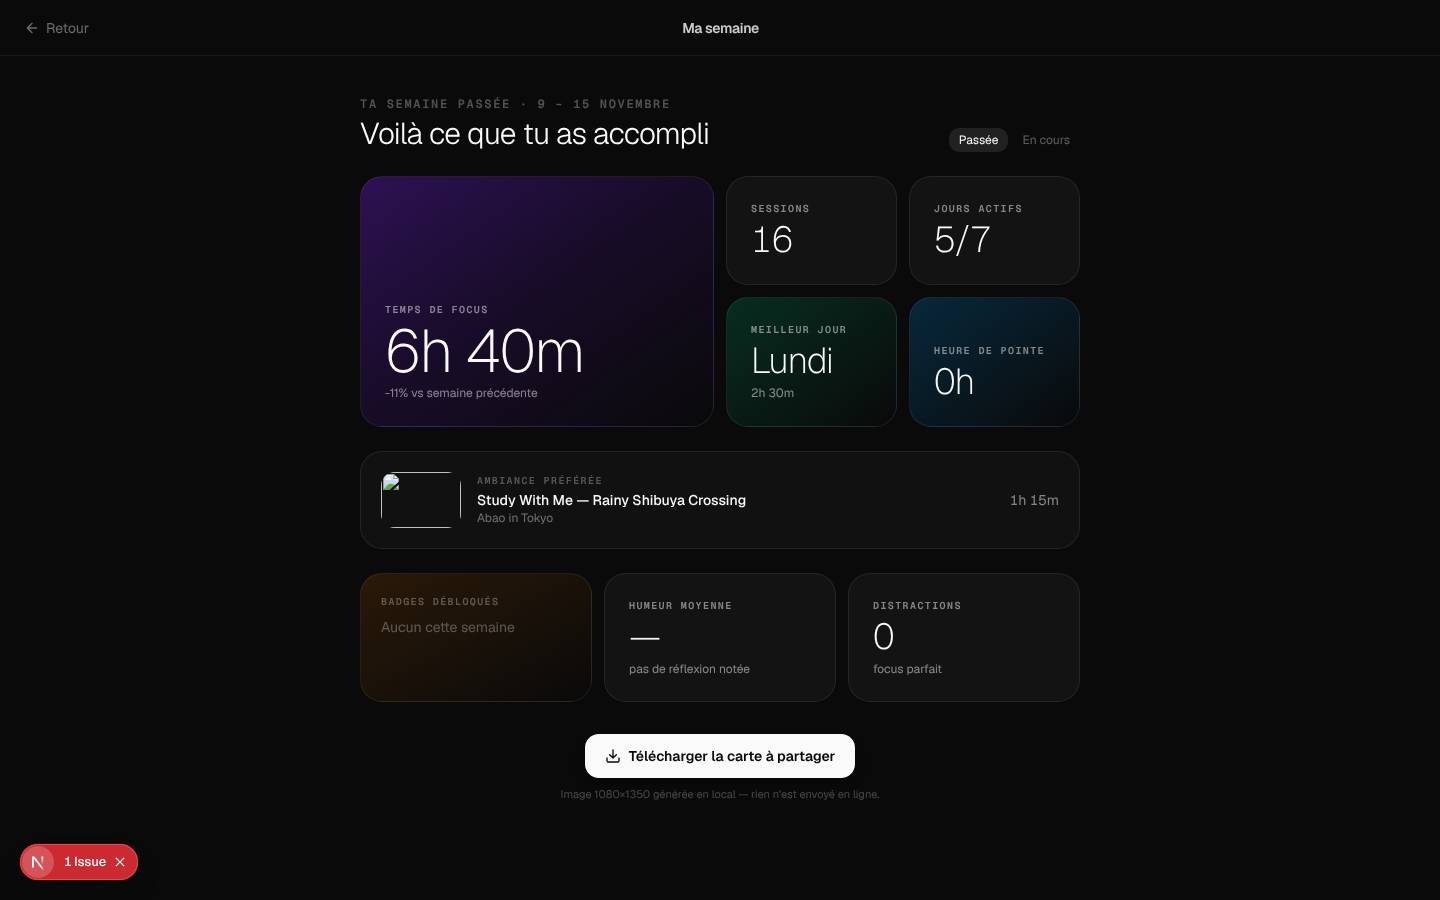 Retour
Ma semaine
TA SEMAINE PASSÉE · 9 – 15 NOVEMBRE
Voilà ce que tu as accompli
Passée
En cours
TEMPS DE FOCUS
6h 40m
-11% vs semaine précédente
SESSIONS
16
JOURS ACTIFS
5/7
MEILLEUR JOUR
Lundi
2h 30m
HEURE DE POINTE
0h
AMBIANCE PRÉFÉRÉE
Study With Me — Rainy Shibuya Crossing
Abao in Tokyo
1h 15m
BADGES DÉBLOQUÉS
Aucun cette semaine
HUMEUR MOYENNE
—
pas de réflexion notée
DISTRACTIONS
0
focus parfait
Télécharger la carte à partager
Image 1080×1350 générée en local — rien n'est envoyé en ligne.
N 1 Issue